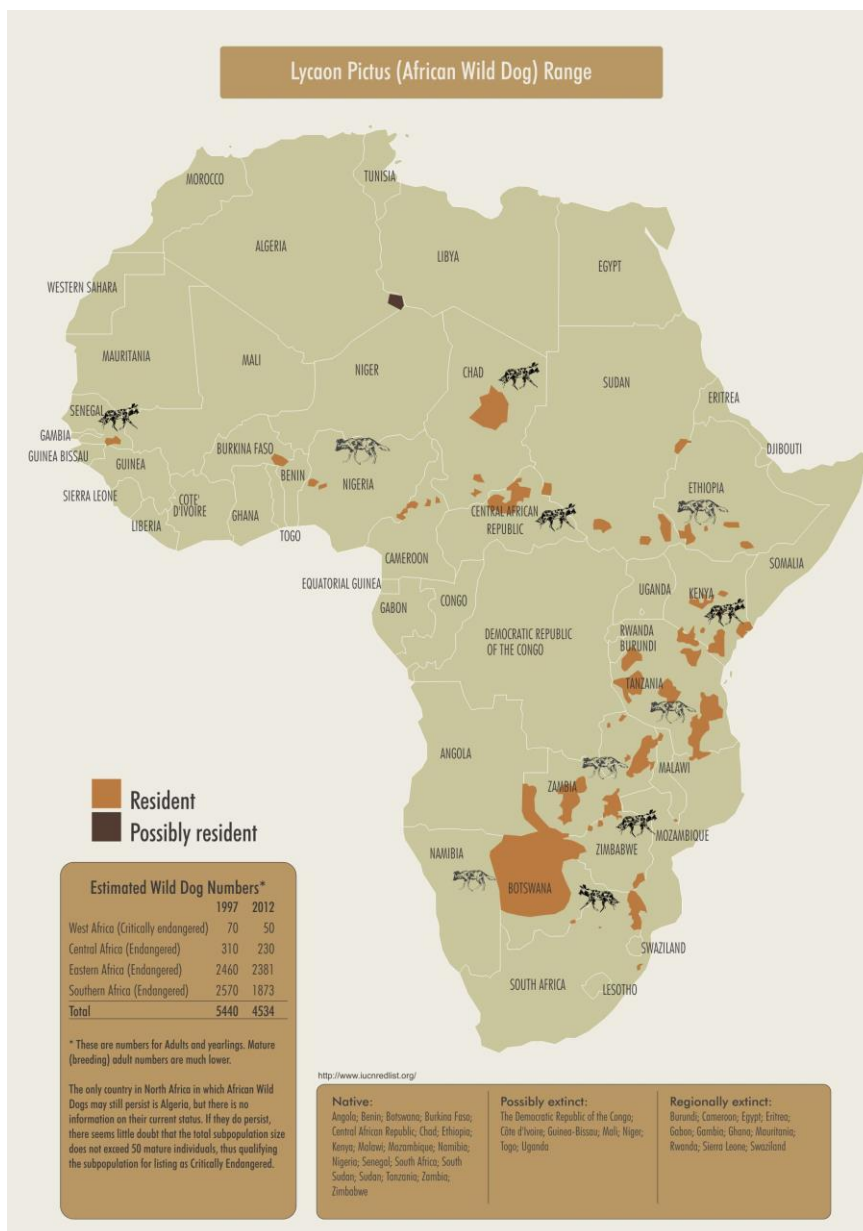 Lycaon Pictus (African Wild Dog) Range
TUNISIA
MOROCCO
ALGERIA
LIBYA
EGYPT
WESTERN SAHARA
MAURITANIA
MALI
NIGER
CHAD
SUDAN
ERITREA
SENEGAL
GAMBIA
GUINEA BISSAU
GUINEA
BURKINA FASO
BENIN
NIGERIA
DJIBOUTI
ETHIOPIA
SIERRA LEONE
COTE'
D'IVOIRE
LIBERIA
GHANA
TOGO
CENTRAL AFRICAN
REPUBLIC
CAMEROON
SOMALIA
EQUATORIAL GUINEA
GABON
CONGO
UGANDA
KENYA
DEMOCRATIC REPUBLIC
OF THE CONGO
RWANDA
BURUNDI
TANZANIA
ANGOLA
ZAMBIA
MALAWI
MOZAMBIQUE
NAMIBIA
ZIMBABWE
BOTSWANA
SWAZILAND
SOUTH AFRICA
LESOTHO
Resident
Possibly resident
Estimated Wild Dog Numbers*
1997 2012
West Africa (Critically endangered) 70 50
Central Africa (Endangered) 310 230
Eastern Africa (Endangered) 2460 2381
Southern Africa (Endangered) 2570 1873
Total 5440 4534
* These are numbers for Adults and yearlings. Mature
(breeding) adult numbers are much lower.
The only country in North Africa in which African Wild
Dogs may still persist is Algeria, but there is no
information on their current status. If they do persist,
there seems little doubt that the total subpopulation size
does not exceed 50 mature individuals, thus qualifying
the subpopulation for listing as Critically Endangered.
http://www.iucnredlist.org/
Native:
Angola; Benin; Botswana; Burkina Faso;
Central African Republic; Chad; Ethiopia;
Kenya; Malawi; Mozambique; Namibia;
Nigeria; Senegal; South Africa; South
Sudan; Sudan; Tanzania; Zambia;
Zimbabwe
Possibly extinct:
The Democratic Republic of the Congo;
Côte d'Ivoire; Guinea-Bissau; Mali; Niger;
Togo; Uganda
Regionally extinct:
Burundi; Cameroon; Egypt; Eritrea;
Gabon; Gambia; Ghana; Mauritania;
Rwanda; Sierra Leone; Swaziland